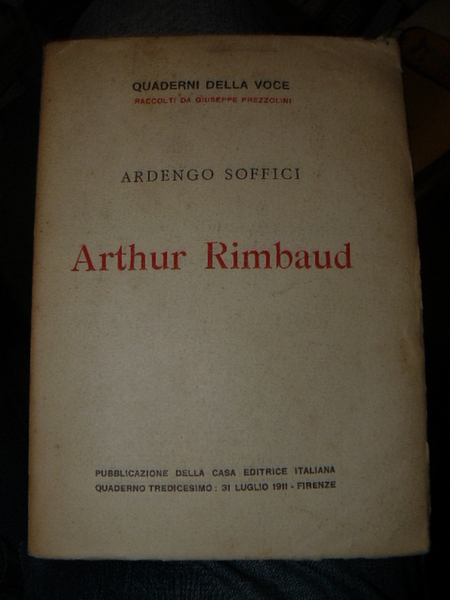 QUADERNI DELLA VOCE
RACCOLTI DA GIUSEPPE PREZZOLINI
ARDENGO SOFFICI
Arthur Rimbaud
PUBBLICAZIONE DELLA CASA EDITRICE ITALIANA
QUADERNO TREDICESIMO: 31 LUGLIO 1911 - FIRENZE